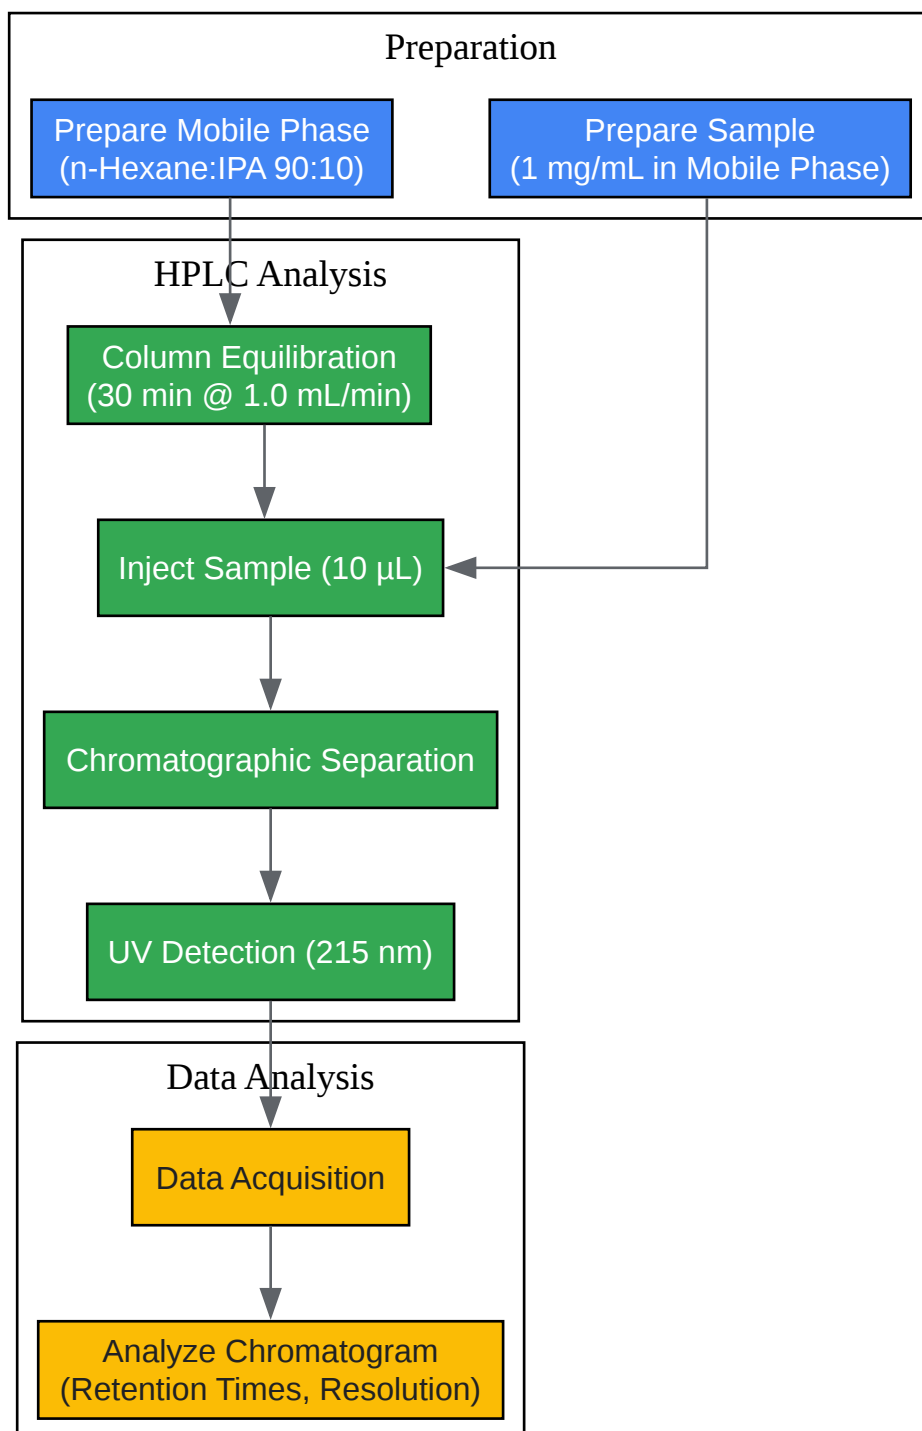 Preparation
Prepare Mobile Phase
(n-Hexane:IPA 90:10)
Prepare Sample
(1 mg/mL in Mobile Phase)
HPLC Analysis
Column Equilibration
(30 min @ 1.0 mL/min)
Inject Sample (10 µL)
Chromatographic Separation
UV Detection (215 nm)
Data Analysis
Data Acquisition
Analyze Chromatogram
(Retention Times, Resolution)